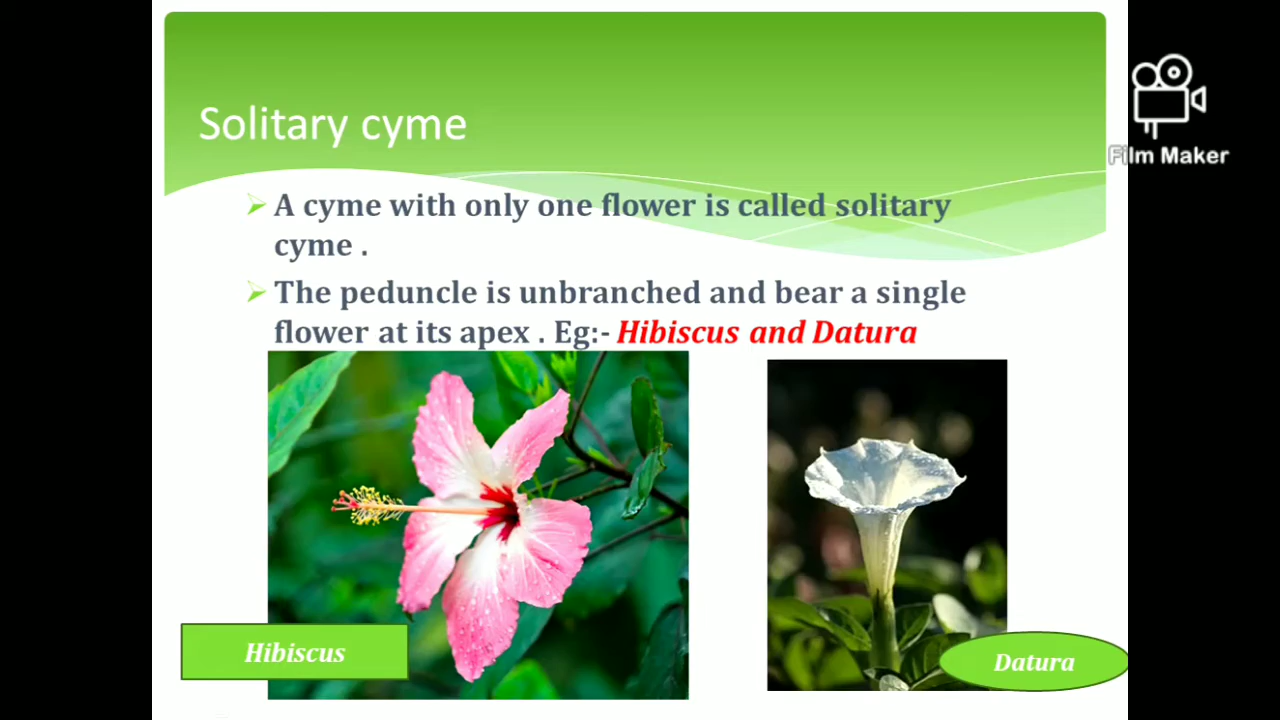 Solitary cyme
Film Maker
A cyme with only one flower is called solitary
cyme .
The peduncle is unbranched and bear a single
flower at its apex . Eg:- Hibiscus and Datura
Hibiscus
Datura